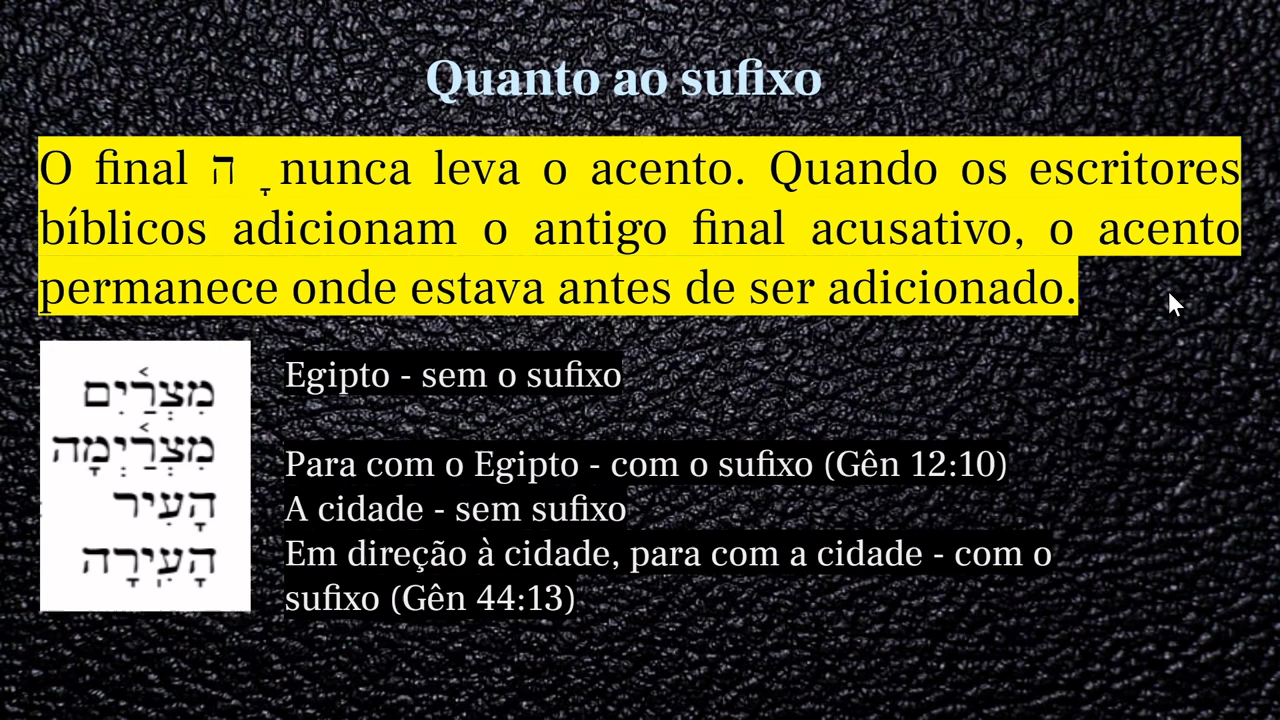 Quanto ao sufixo
O final ה ָ nunca leva o acento. Quando os escritores
bíblicos adicionam o antigo final acusativo, o acento
permanece onde estava antes de ser adicionado.
מִצְרַ֫יִם
מִצְרַ֫יְמָה
הָעִיר
הָעִֽירָה
Egipto - sem o sufixo
Para com o Egipto - com o sufixo (Gên 12:10)
A cidade - sem sufixo
Em direção à cidade, para com a cidade - com o
sufixo (Gên 44:13)